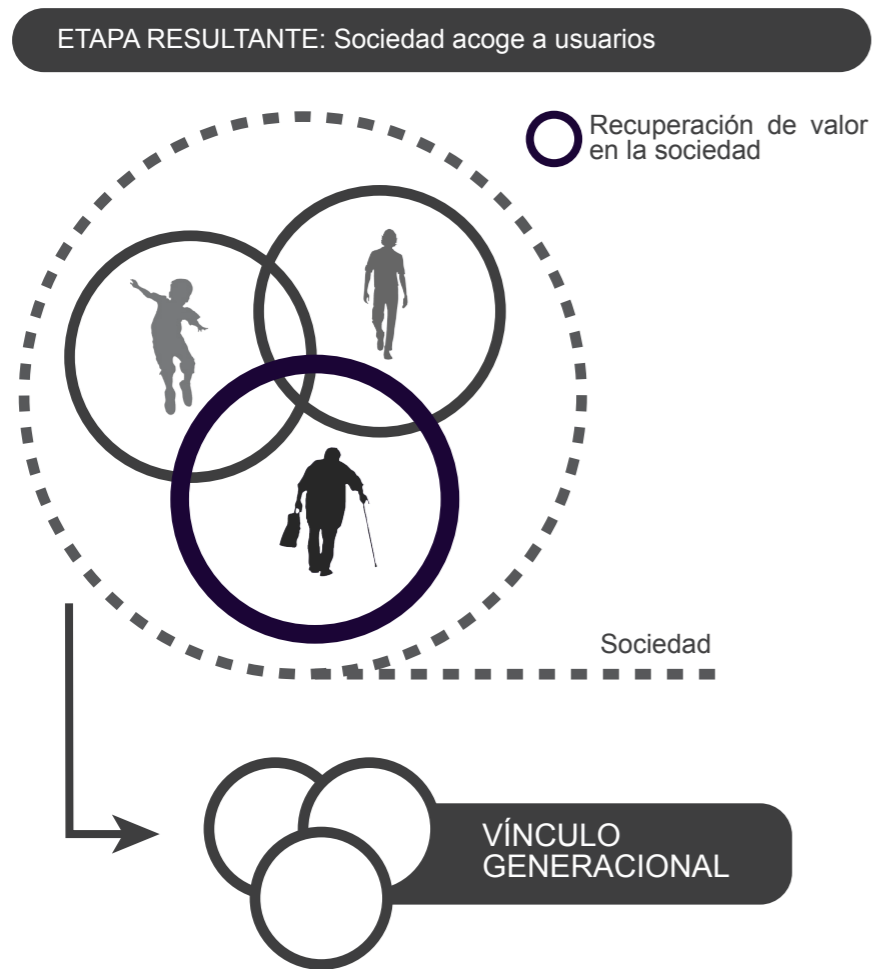 ETAPA RESULTANTE: Sociedad acoge a usuarios
Recuperación de valor
en la sociedad
Sociedad
VÍNCULO
GENERACIONAL